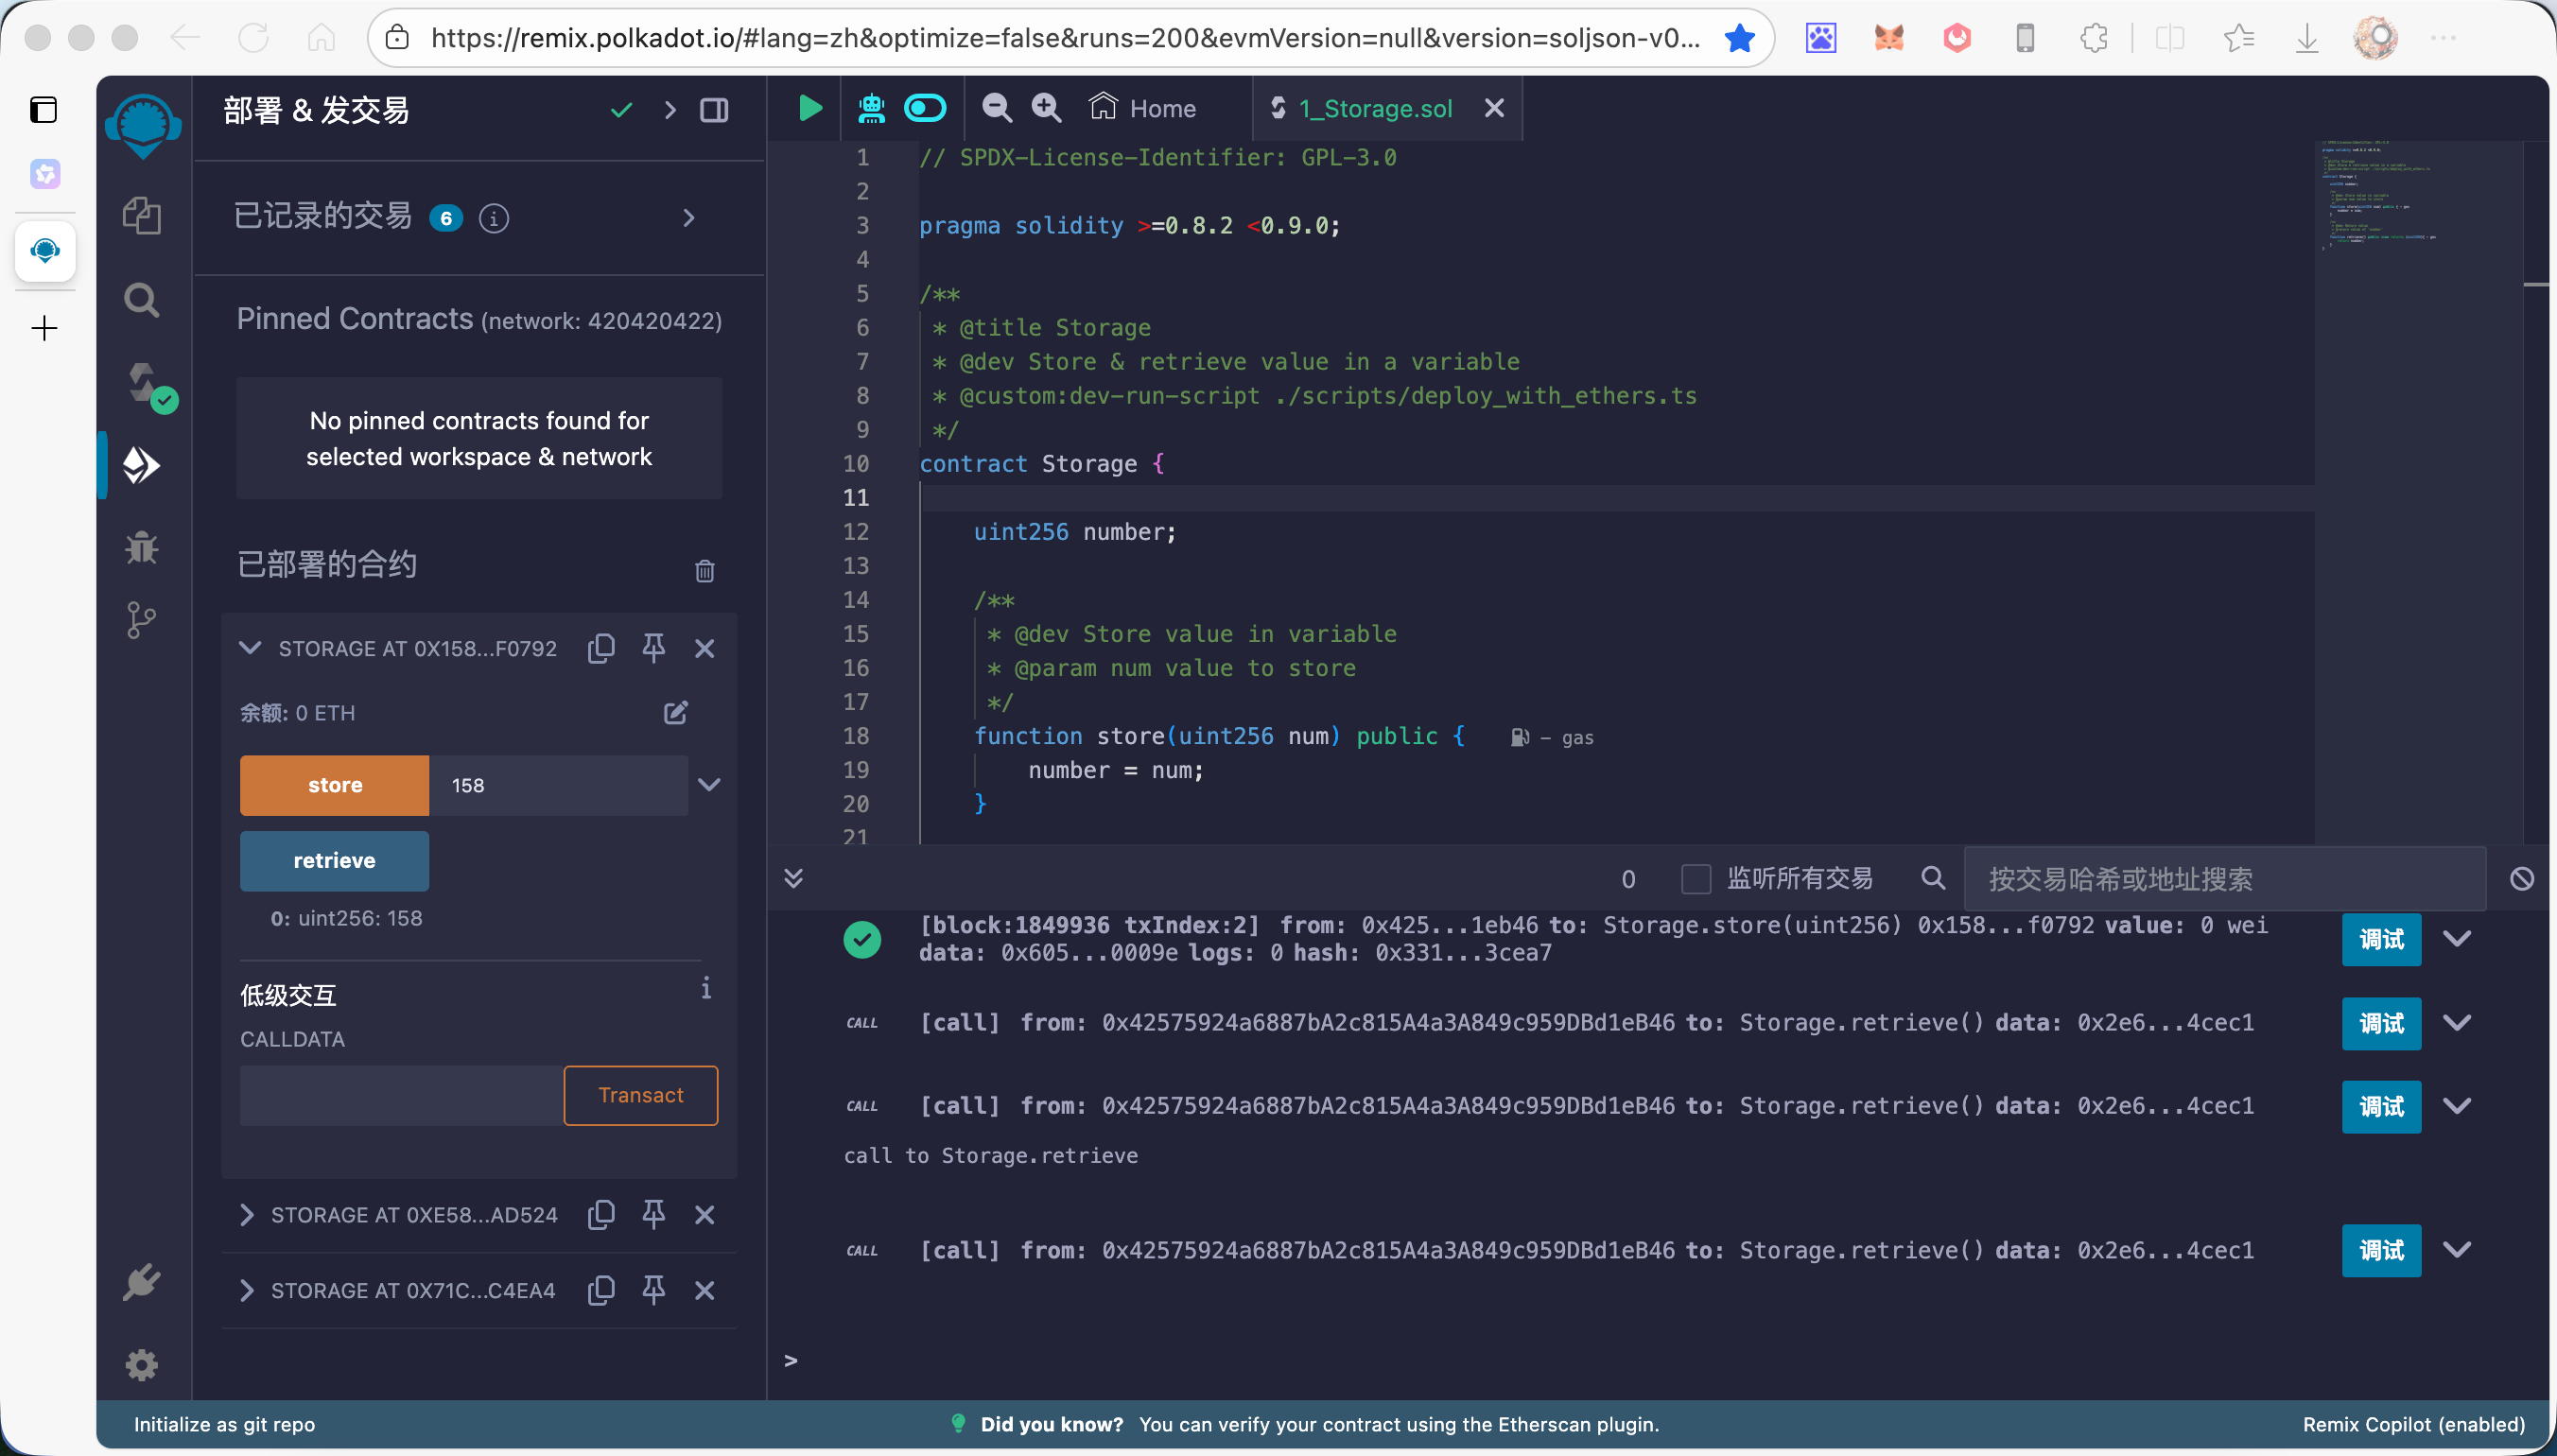 https://remix.polkadot.io/#lang=zh&optimize=false&runs=200&evmVersion=null&version=soljson-v0...
部署 & 发交易
已记录的交易 6
Pinned Contracts (network: 420420422)
No pinned contracts found for
selected workspace & network
已部署的合约
STORAGE AT 0X158...F0792
余额: 0 ETH
store 158
retrieve
0: uint256: 158
低级交互
i
CALLDATA
Transact
STORAGE AT 0XE58...AD524
STORAGE AT 0X71C...C4EA4
Home
1_Storage.sol
1 // SPDX-License-Identifier: GPL-3.0
2
3 pragma solidity >=0.8.2 <0.9.0;
4
5 /**
6 * @title Storage
7 * @dev Store & retrieve value in a variable
8 * @custom:dev-run-script ./scripts/deploy_with_ethers.ts
9 */
10 contract Storage {
11
12 uint256 number;
13
14 /**
15 * @dev Store value in variable
16 * @param num value to store
17 */
18 function store(uint256 num) public { - gas
19 number = num;
20 }
21
0 监听所有交易 按交易哈希或地址搜索
[block:1849936 txIndex:2] from: 0x425...1eb46 to: Storage.store(uint256) 0x158...f0792 value: 0 wei
data: 0x605...0009e logs: 0 hash: 0x331...3cea7
调试
CALL [call] from: 0x42575924a6887bA2c815A4a3A849c959DBd1eB46 to: Storage.retrieve() data: 0x2e6...4cec1 调试
CALL [call] from: 0x42575924a6887bA2c815A4a3A849c959DBd1eB46 to: Storage.retrieve() data: 0x2e6...4cec1 调试
call to Storage.retrieve
CALL [call] from: 0x42575924a6887bA2c815A4a3A849c959DBd1eB46 to: Storage.retrieve() data: 0x2e6...4cec1 调试
>
Initialize as git repo
Did you know? You can verify your contract using the Etherscan plugin.
Remix Copilot (enabled)